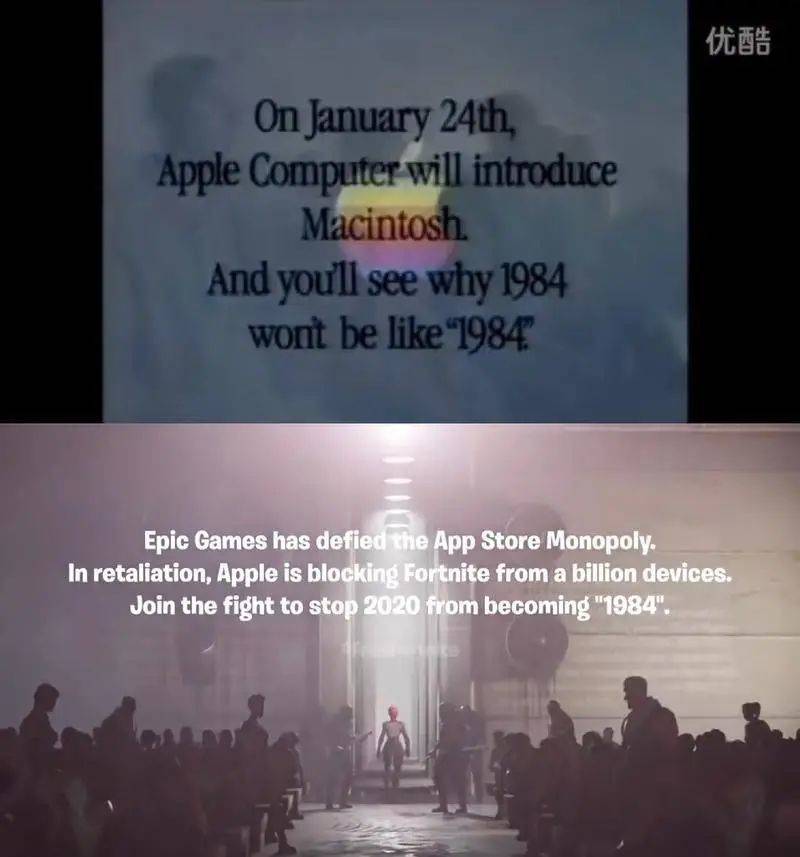 优酷
On January 24th,
Apple Computer will introduce
Macintosh.
And you'll see why 1984
won't be like “1984.”
Epic Games has defied the App Store Monopoly.
In retaliation, Apple is blocking Fortnite from a billion devices.
Join the fight to stop 2020 from becoming "1984".